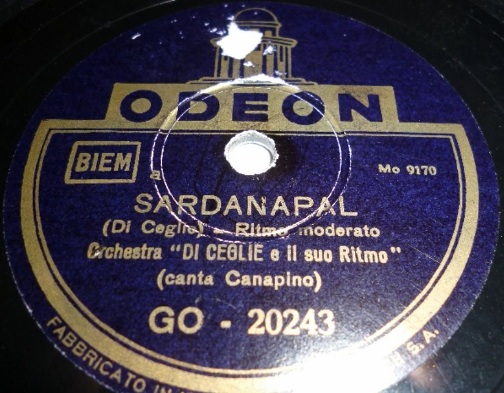 ODEON
BIEM
a
Mo 9170
SARDANAPAL
(Di Ceglie) - Ritmo moderato
Orchestra "DI CEGLIE e il suo Ritmo"
(canta Canapino)
GO - 20243
FABBRICATO IN S. A.